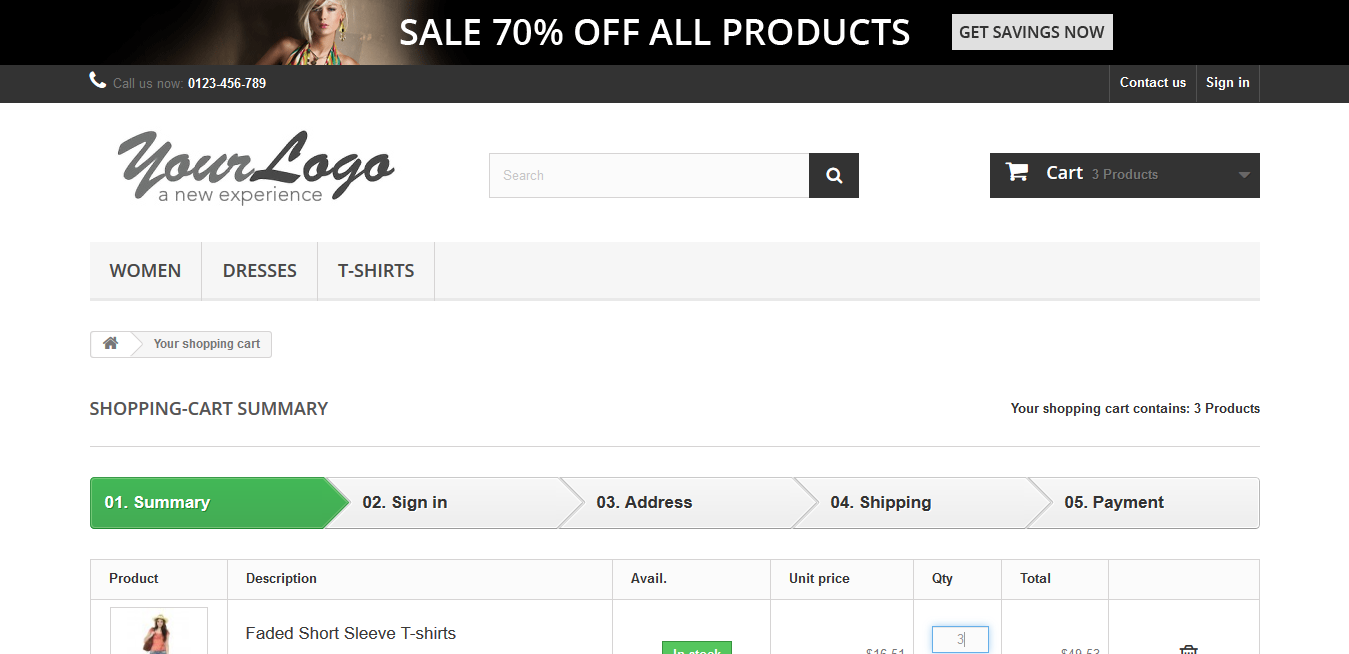 SALE 70% OFF ALL PRODUCTS GET SAVINGS NOW
Call us now: 0123-456-789 Contact us Sign in
YourLogo
a new experience
Search
Cart 3 Products
WOMEN DRESSES T-SHIRTS
Your shopping cart
SHOPPING-CART SUMMARY Your shopping cart contains: 3 Products
01. Summary 02. Sign in 03. Address 04. Shipping 05. Payment
Product Description Avail. Unit price Qty Total
Faded Short Sleeve T-shirts 3
In stock $16.51 $49.53